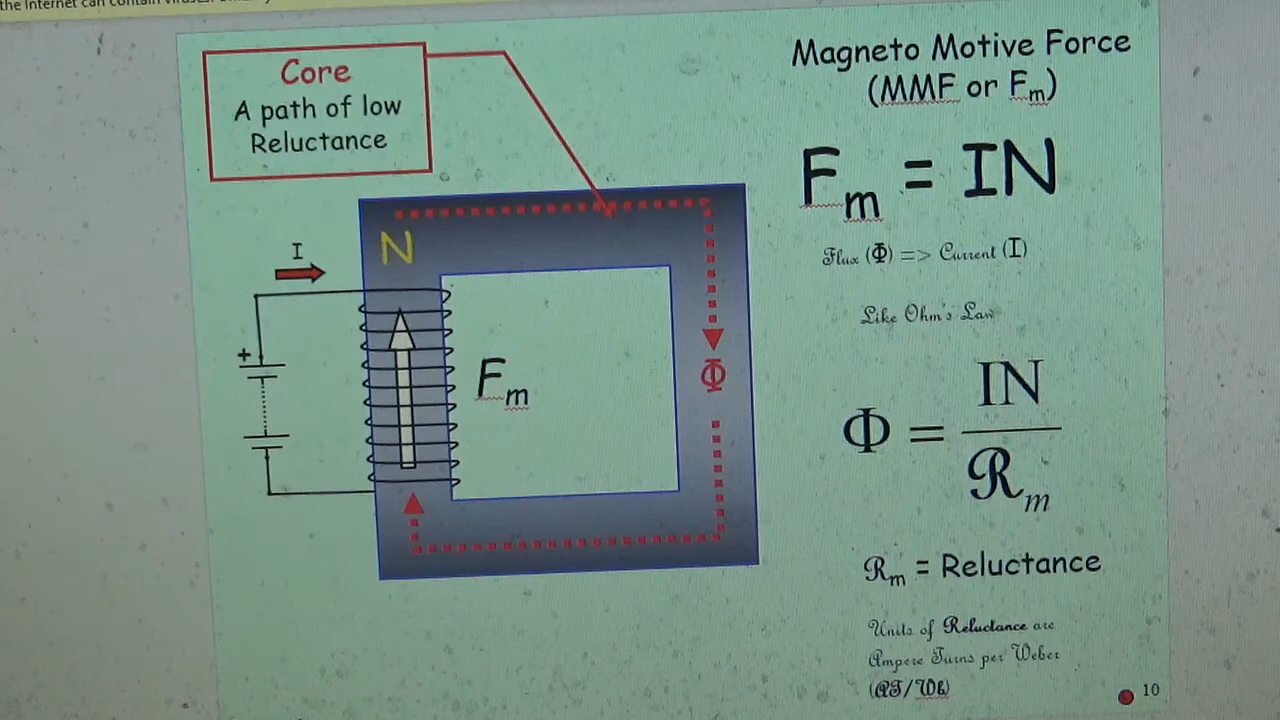 the Internet can contain viruses.
Core
A path of low
Reluctance
Magneto Motive Force
(MMF or Fm)
Fm = IN
Flux (Φ) => Current (I)
Like Ohm's Law
Φ = IN / ℛm
ℛm = Reluctance
Units of Reluctance are
Ampere Turns per Weber
(AT/Wb)
10
N
I
+
Fm
Φ